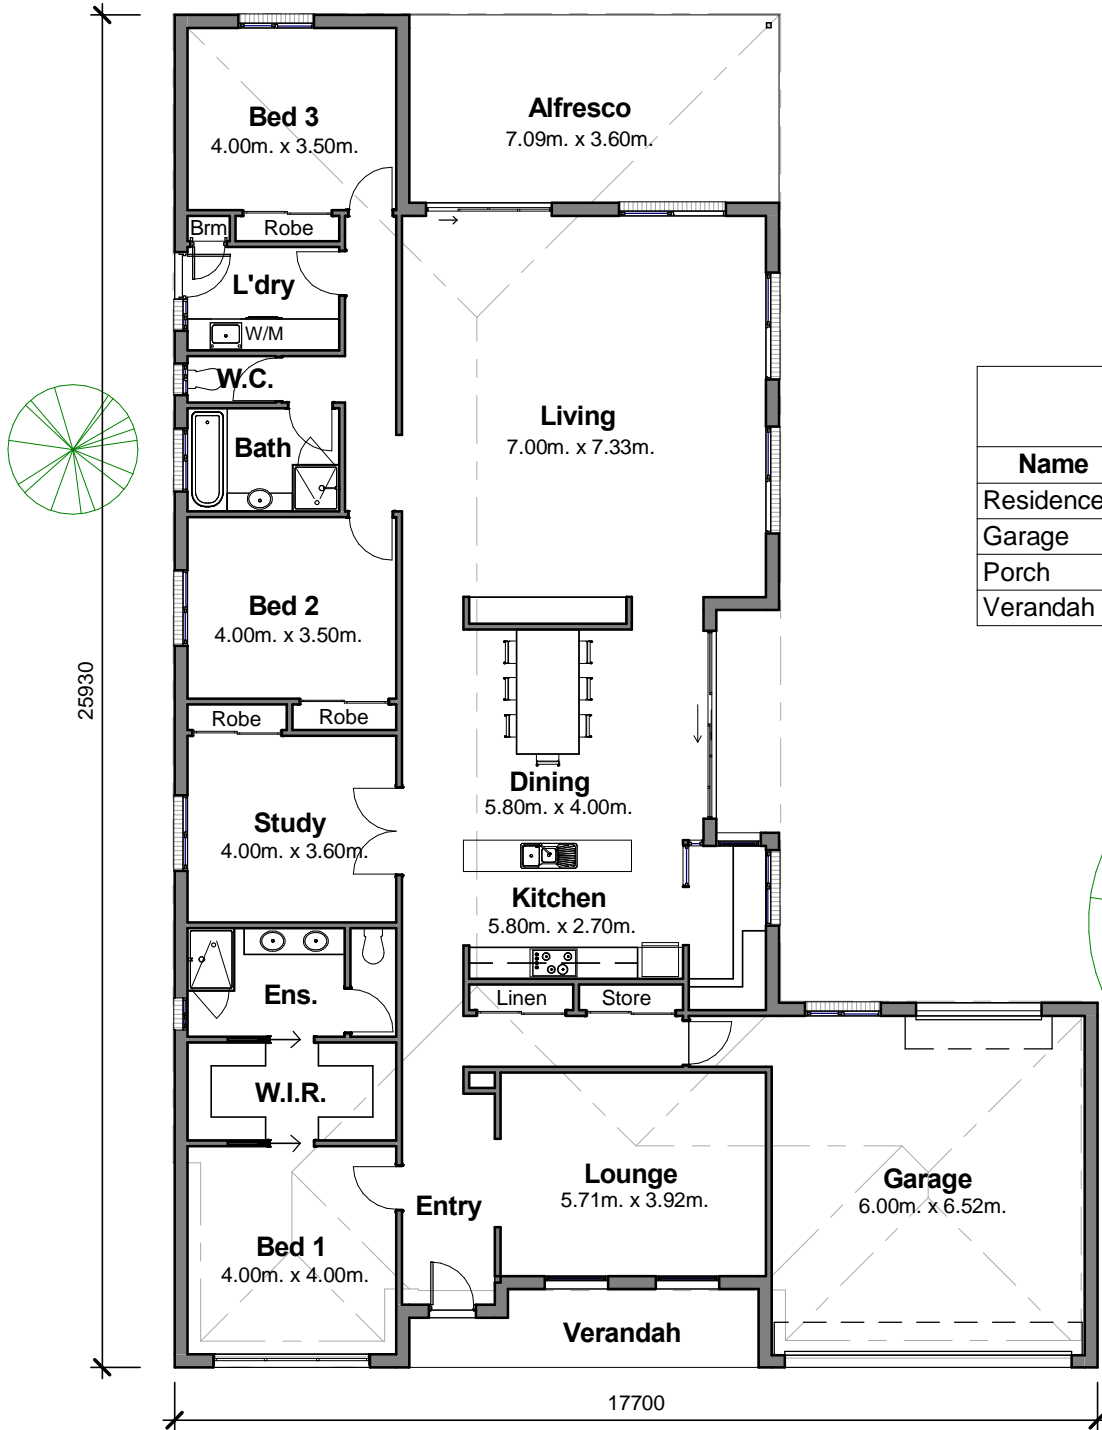 Bed 3
4.00m. x 3.50m.
Alfresco
7.09m. x 3.60m.
Brm
Robe
L'dry
W/M
W.C.
Bath
Living
7.00m. x 7.33m.
Name
Residence
Garage
Porch
Verandah
Bed 2
4.00m. x 3.50m.
25930
Robe
Robe
Dining
5.80m. x 4.00m.
Study
4.00m. x 3.60m.
Kitchen
5.80m. x 2.70m.
Ens.
Linen
Store
W.I.R.
Lounge
5.71m. x 3.92m.
Garage
6.00m. x 6.52m.
Entry
Bed 1
4.00m. x 4.00m.
Verandah
17700